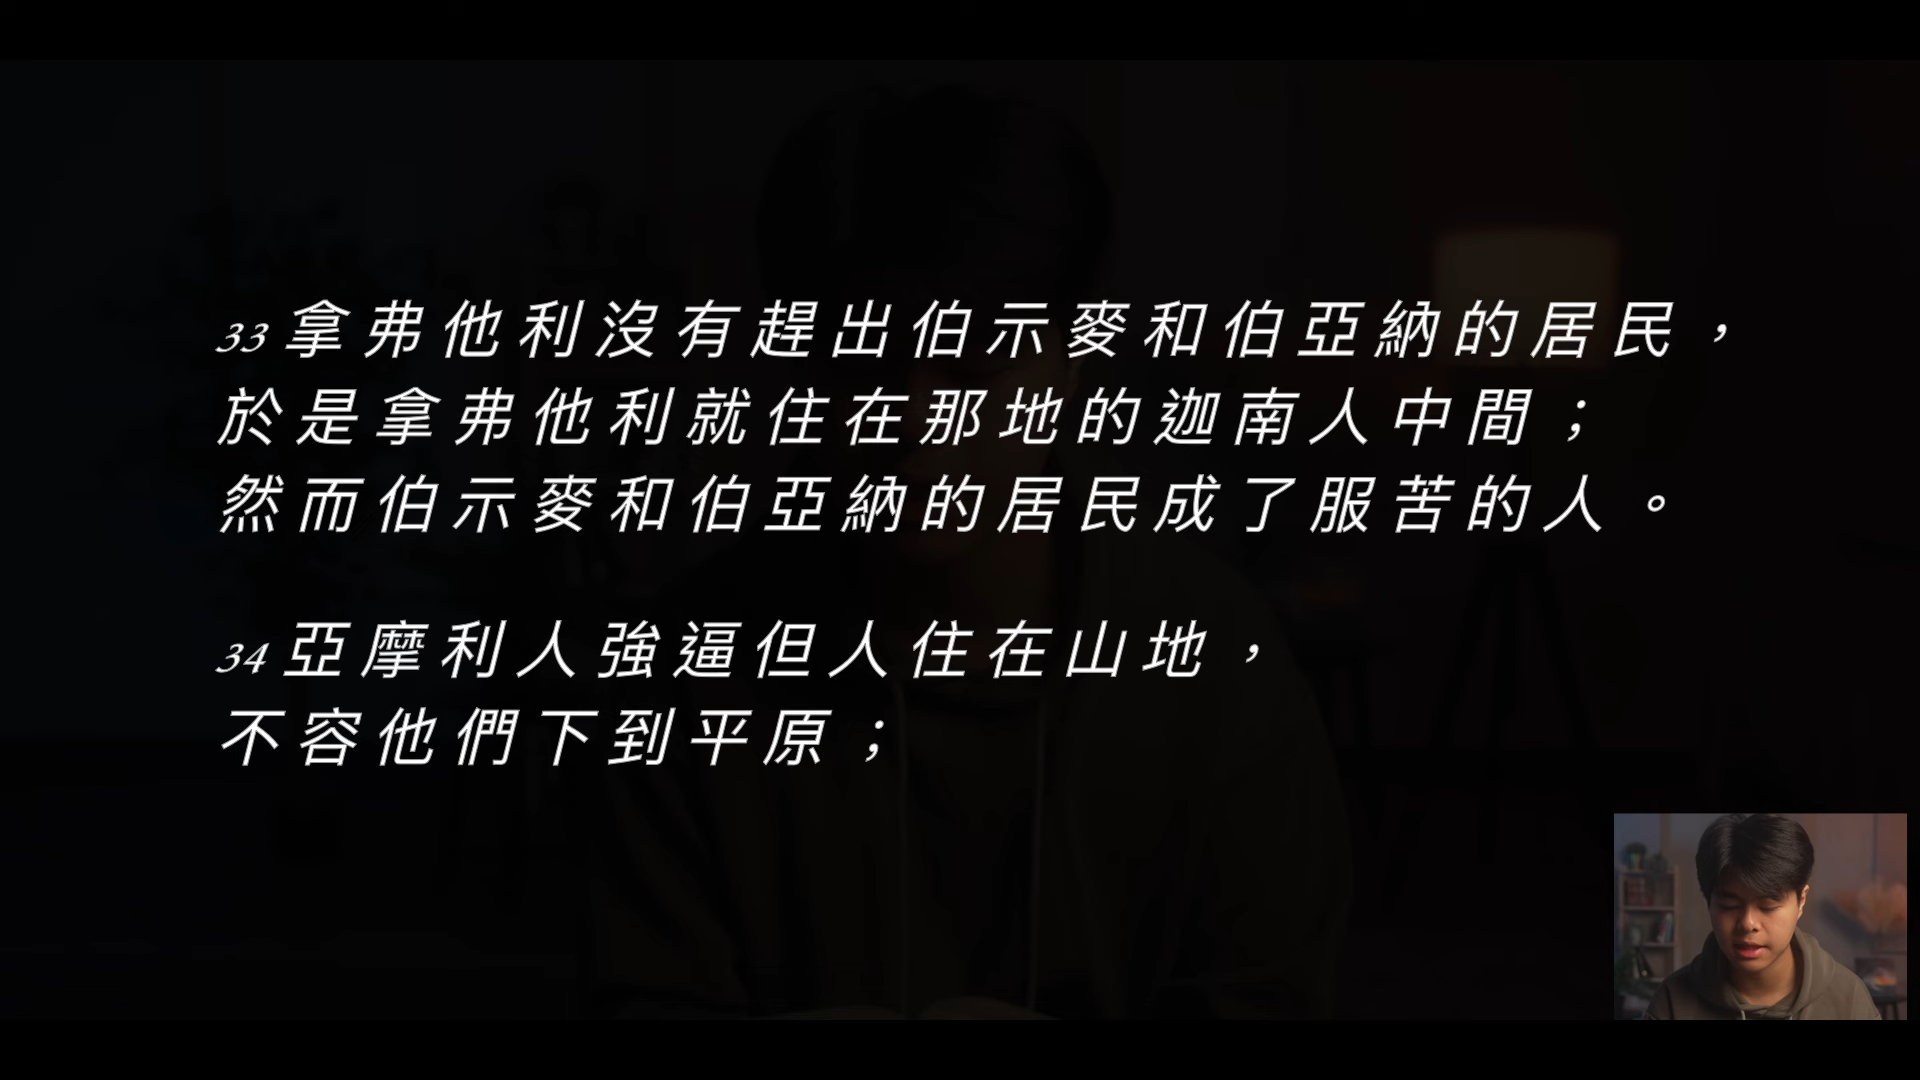 33 拿弗他利沒有趕出伯示麥和伯亞納的居民，
於是拿弗他利就住在那地的迦南人中間；
然而伯示麥和伯亞納的居民成了服苦的人。
34 亞摩利人強逼但人住在山地，
不容他們下到平原；